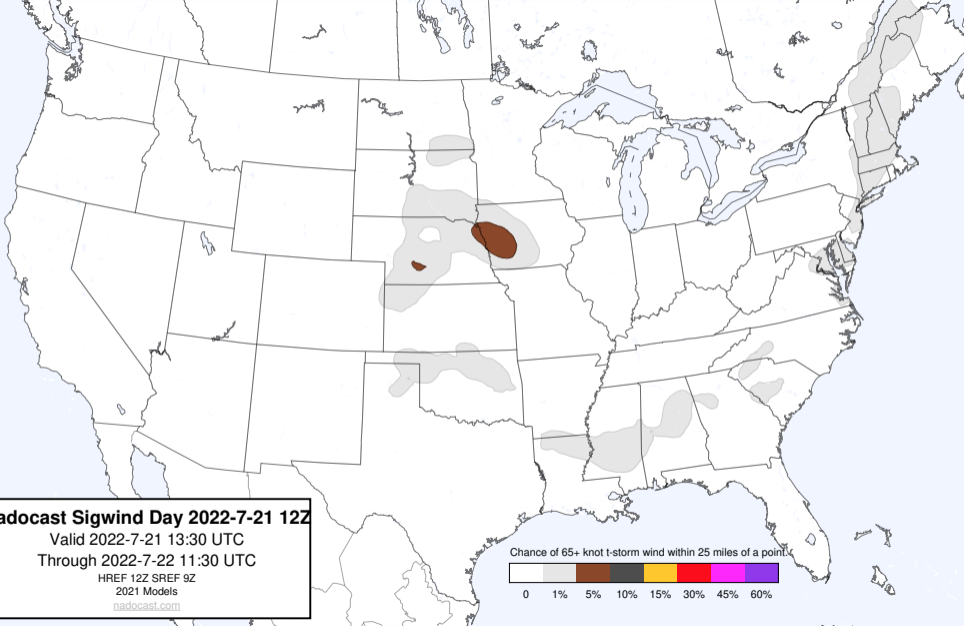 adocast Sigwind Day 2022-7-21 12Z
Valid 2022-7-21 13:30 UTC
Through 2022-7-22 11:30 UTC
HREF 12Z SREF 9Z
2021 Models
nadocast.com
Chance of 65+ knot t-storm wind within 25 miles of a point.
0 1% 5% 10% 15% 30% 45% 60%